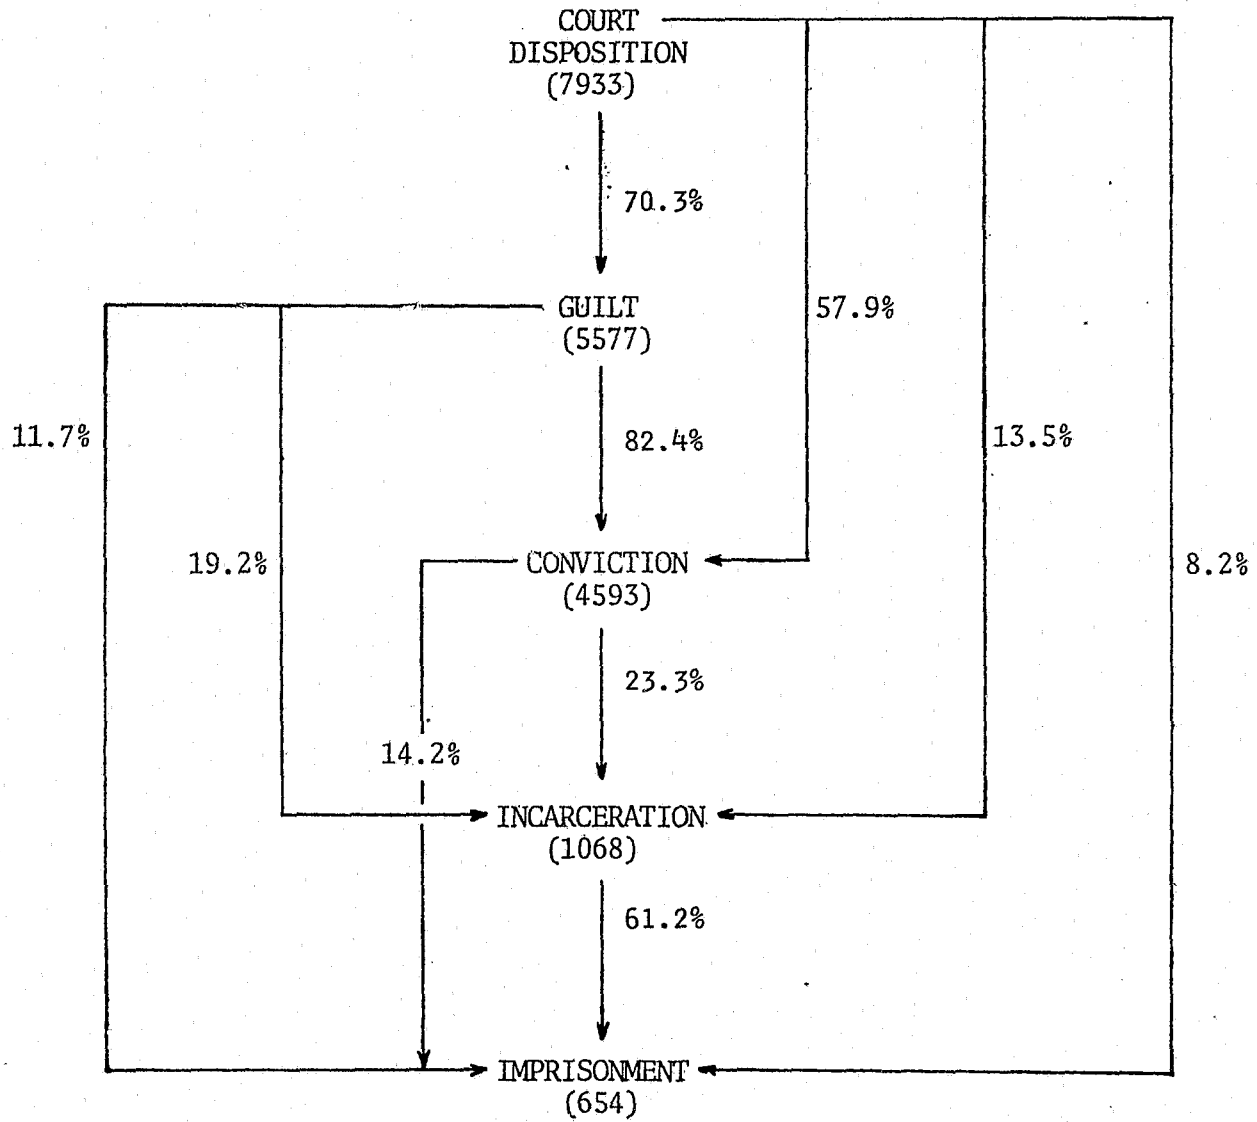 COURT
DISPOSITION
(7933)
70.3%
GUILT
(5577)
57.9%
11.7%
82.4%
13.5%
19.2%
CONVICTION
(4593)
8.2%
23.3%
14.2%
INCARCERATION
(1068)
61.2%
IMPRISONMENT
(654)